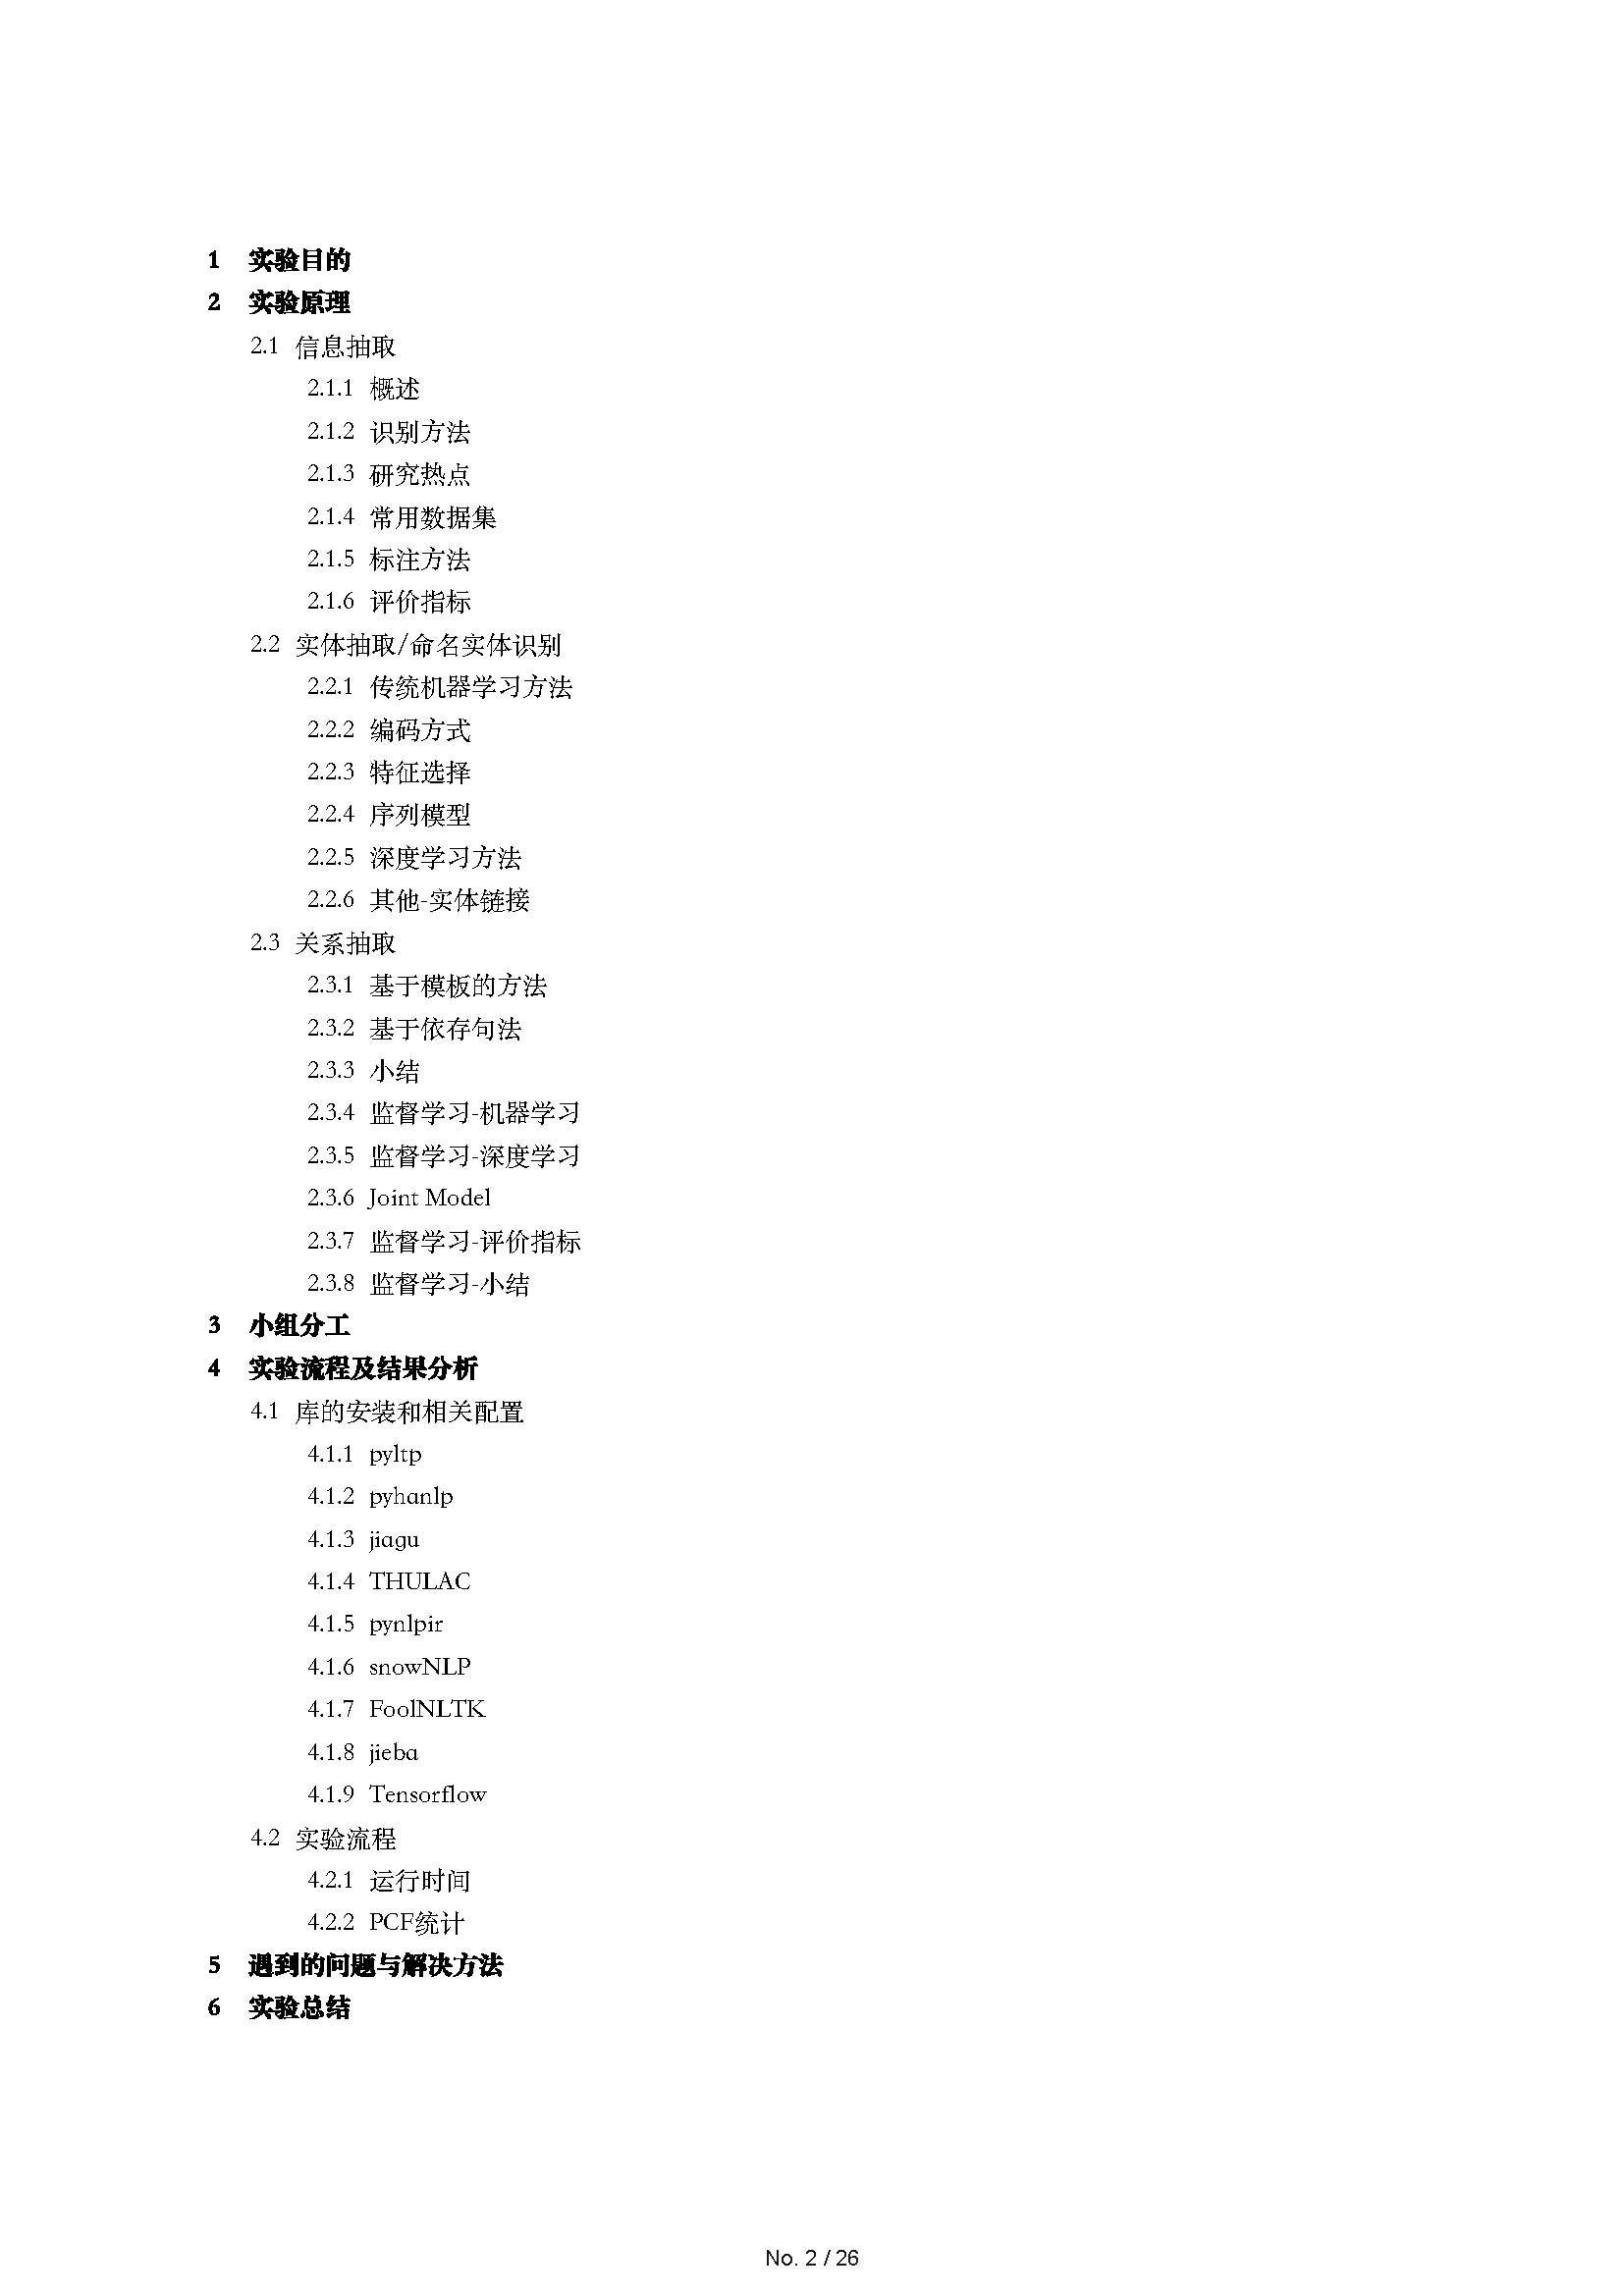 1 实验目的
2 实验原理
2.1 信息抽取
2.1.1 概述
2.1.2 识别方法
2.1.3 研究热点
2.1.4 常用数据集
2.1.5 标注方法
2.1.6 评价指标
2.2 实体抽取/命名实体识别
2.2.1 传统机器学习方法
2.2.2 编码方式
2.2.3 特征选择
2.2.4 序列模型
2.2.5 深度学习方法
2.2.6 其他-实体链接
2.3 关系抽取
2.3.1 基于模板的方法
2.3.2 基于依存句法
2.3.3 小结
2.3.4 监督学习-机器学习
2.3.5 监督学习-深度学习
2.3.6 Joint Model
2.3.7 监督学习-评价指标
2.3.8 监督学习-小结
3 小组分工
4 实验流程及结果分析
4.1 库的安装和相关配置
4.1.1 pyltp
4.1.2 pyhanlp
4.1.3 jiagu
4.1.4 THULAC
4.1.5 pynlpir
4.1.6 snowNLP
4.1.7 FoolNLTK
4.1.8 jieba
4.1.9 Tensorflow
4.2 实验流程
4.2.1 运行时间
4.2.2 PCF统计
5 遇到的问题与解决方法
6 实验总结
No. 2 / 26